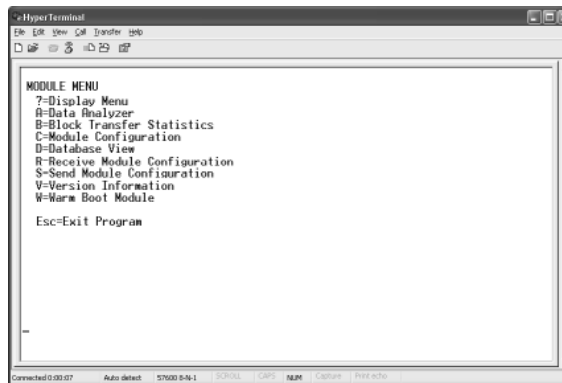 HyperTerminal
File Edit View Call Transfer Help
MODULE MENU
?=Display Menu
A=Data Analyzer
B=Block Transfer Statistics
C=Module Configuration
D=Database View
R=Receive Module Configuration
S=Send Module Configuration
V=Version Information
W=Warm Boot Module
Esc=Exit Program
Connected 0:00:07 Auto detect 57600 8-N-1 SCROLL CAPS NUM Capture Print echo